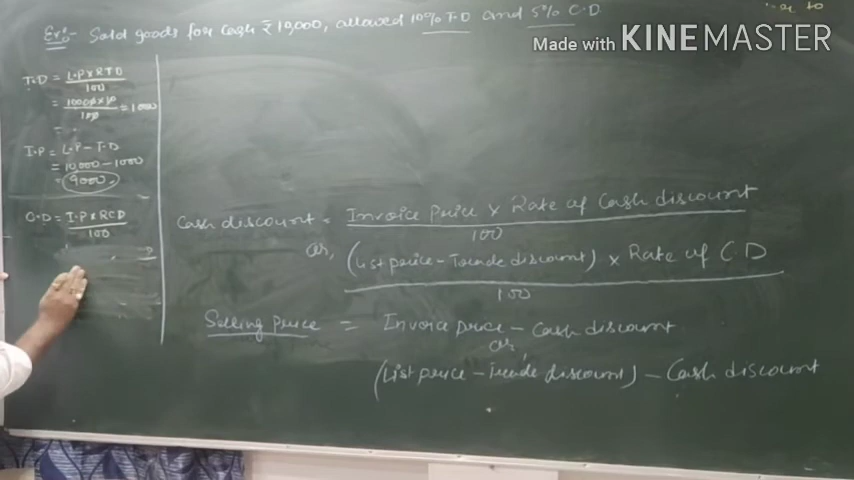 Ex:- Sold goods for cash ₹ 10,000, allowed 10% T.D and 5% C.D
Made with KINEMASTER
T.D = L.P x RTD
100
= 10000 x 10 = 1000
100
=
I.P = L.P - T.D
= 10000 - 1000
= 9000
C.D = I.P x RCD
100
Cash discount = Invoice price x Rate of Cash discount
100
or, (List price - Trade discount) x Rate of C.D
100
Selling price = Invoice price - Cash discount
or,
(List price - Trade discount) - Cash discount